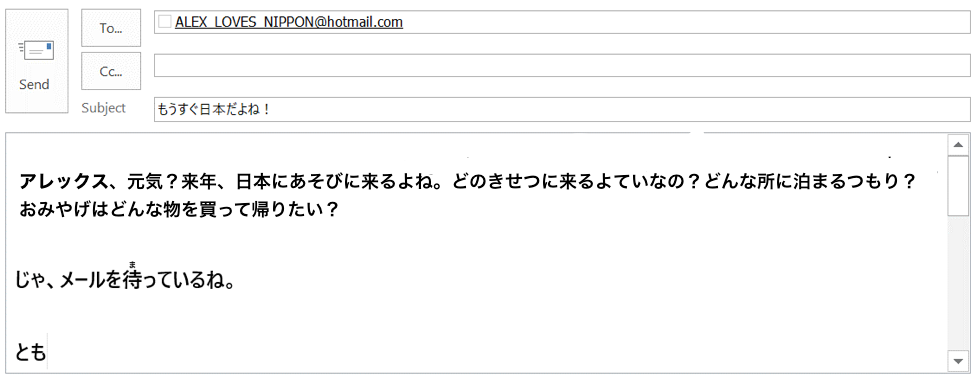 To...
ALEX_LOVES_NIPPON@hotmail.com
Send
Cc...
Subject
もうすぐ日本だよね！
アレックス、元気？来年、日本にあそびに来るよね。どのきせつに来るよていなの？どんな所に泊まるつもり？
おみやげはどんな物を買って帰りたい？
ま
じゃ、メールを待っているね。
とも